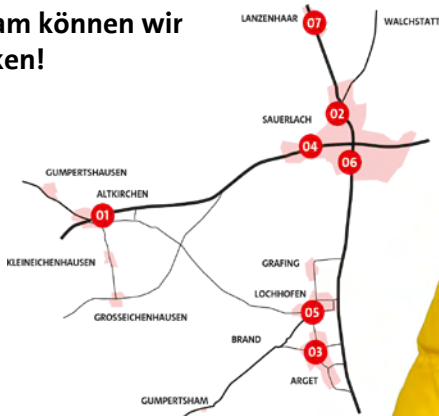 am können wir
ken!
LANZENHAAR
07
WALCHSTATT
02
SAUERLACH
04
06
GUMPERTSHAUSEN
ALTKIRCHEN
01
KLEINEICHENHAUSEN
GRAFING
LOCHHOFEN
GROSSEICHENHAUSEN
05
BRAND
03
ARGET
GUMPERTSHAM